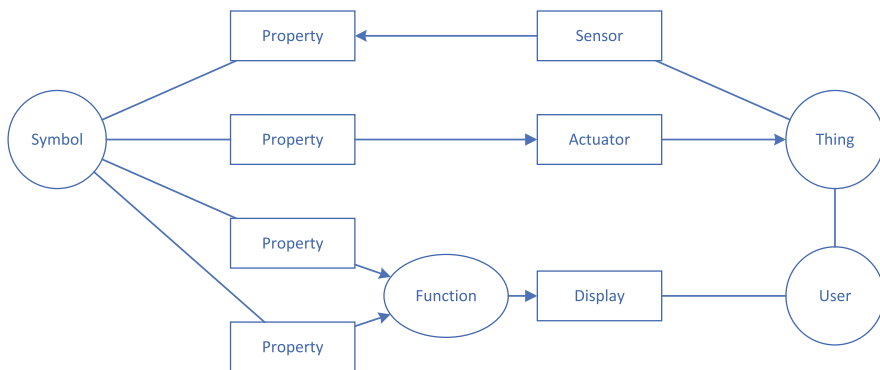 Property
Sensor
Symbol
Property
Actuator
Thing
Property
Function
Display
User
Property